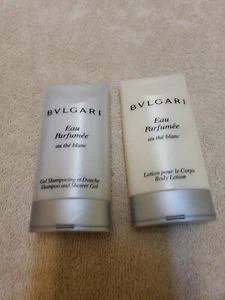 BVLGARI
Eau
Parfumée
au thé blanc
Gel Shampooing et Douche
Shampoo and Shower Gel
BVLGARI
Eau
Parfumée
au thé blanc
Lotion pour le Corps
Body Lotion